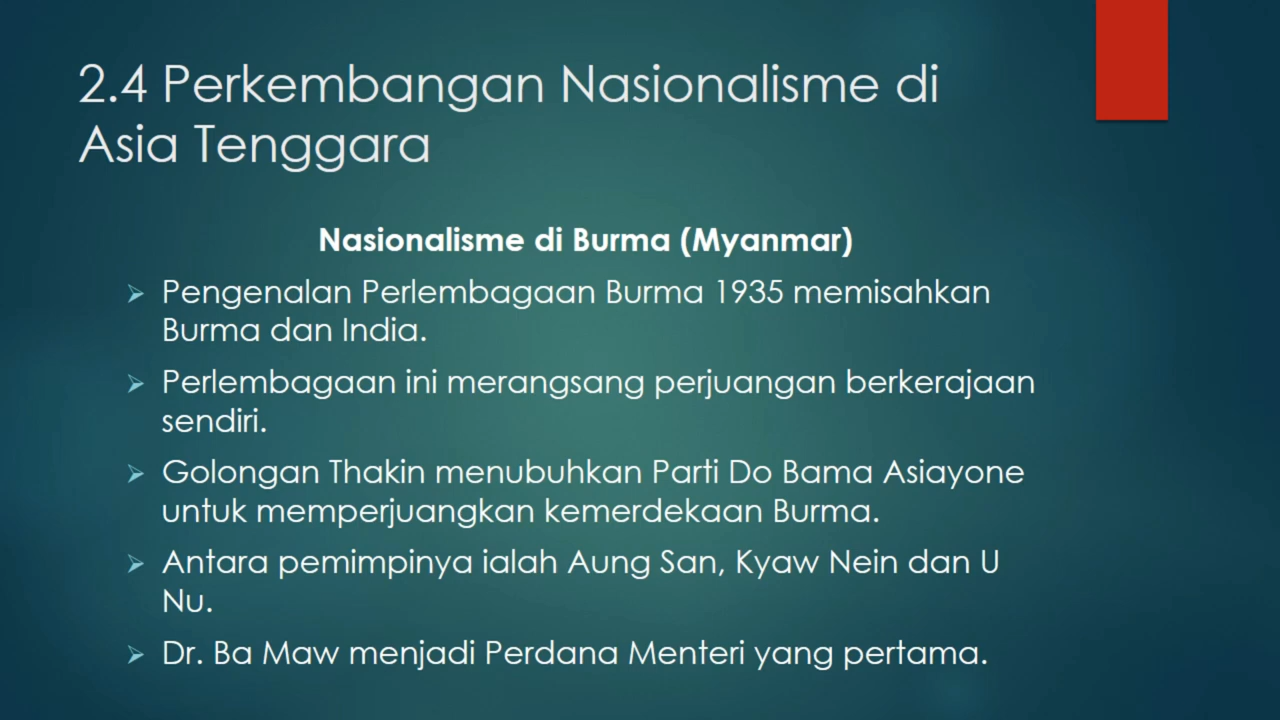 2.4 Perkembangan Nasionalisme di
Asia Tenggara
Nasionalisme di Burma (Myanmar)
Pengenalan Perlembagaan Burma 1935 memisahkan
Burma dan India.
Perlembagaan ini merangsang perjuangan berkerajaan
sendiri.
Golongan Thakin menubuhkan Parti Do Bama Asiayone
untuk memperjuangkan kemerdekaan Burma.
Antara pemimpinya ialah Aung San, Kyaw Nein dan U
Nu.
Dr. Ba Maw menjadi Perdana Menteri yang pertama.